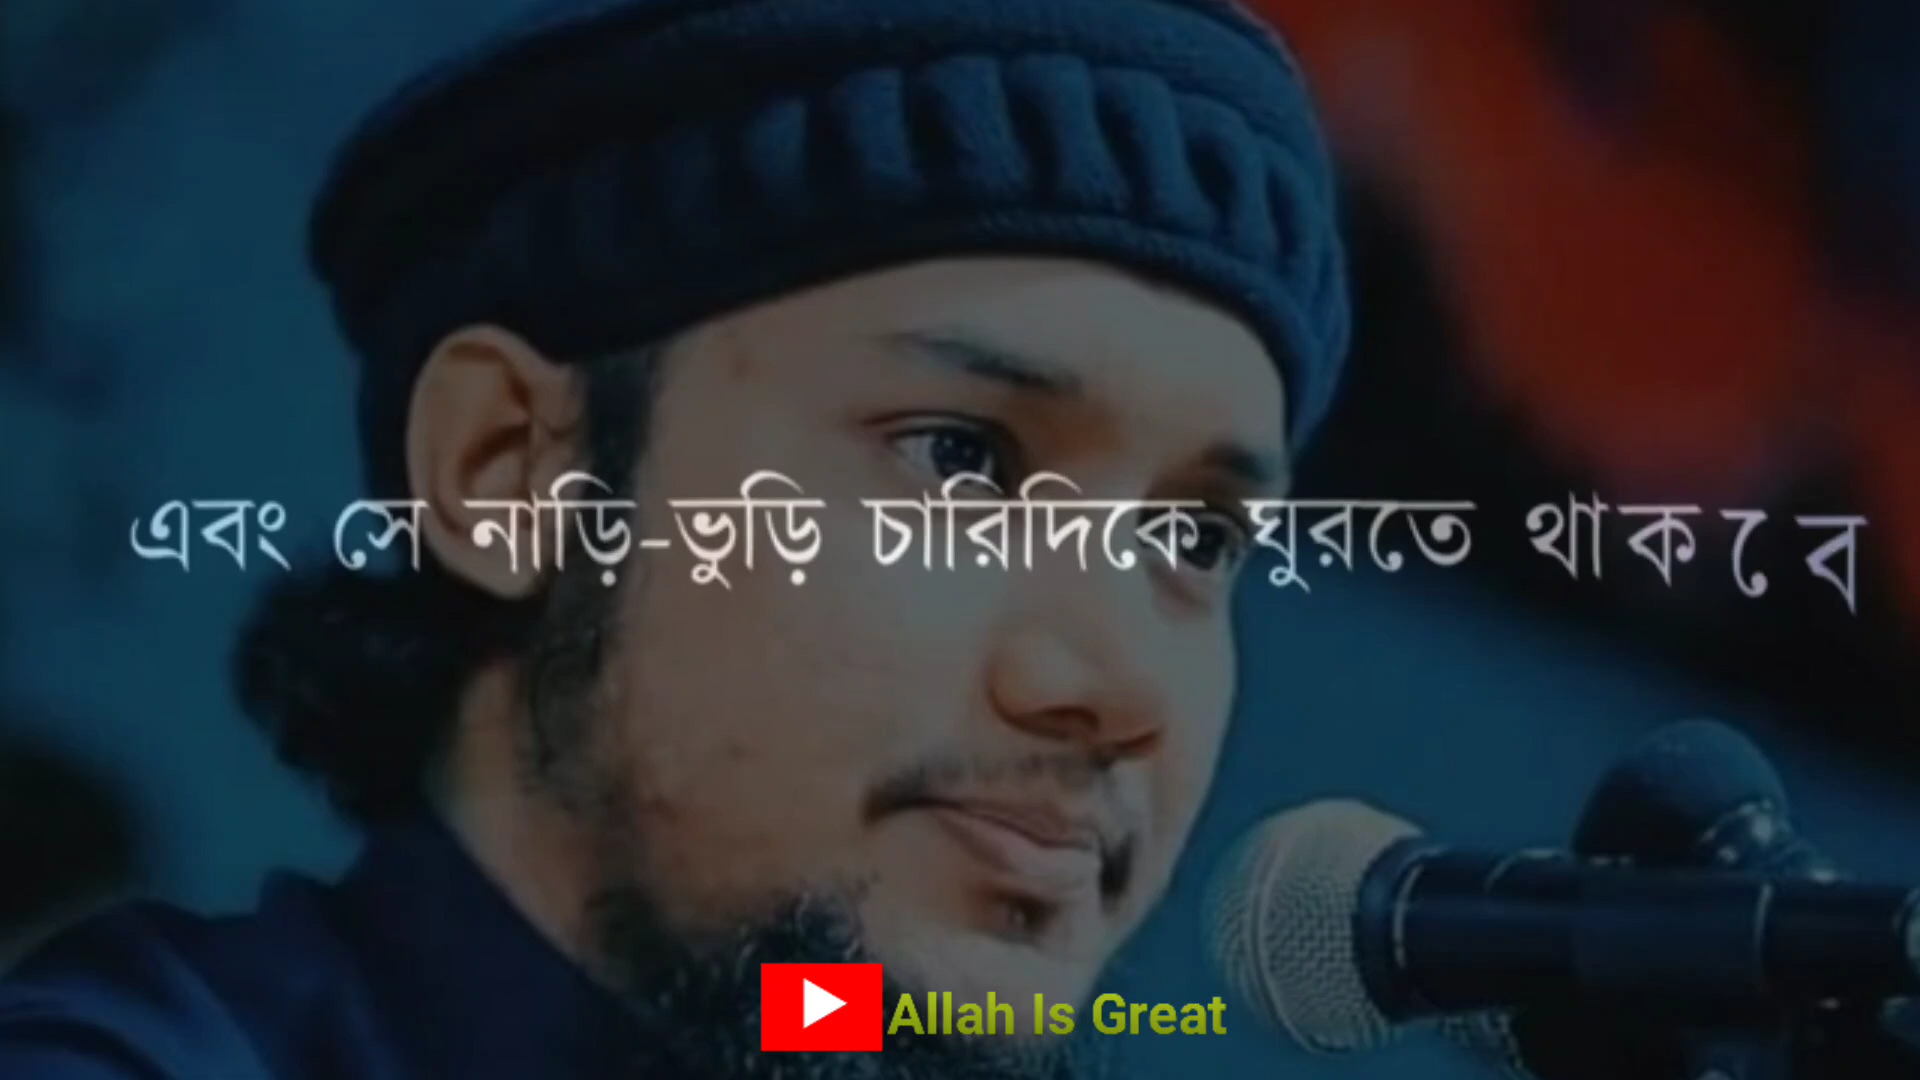 এবং সে নাড়ি-ভুড়ি চারিদিকে ঘুরতে থাকবে
Allah Is Great